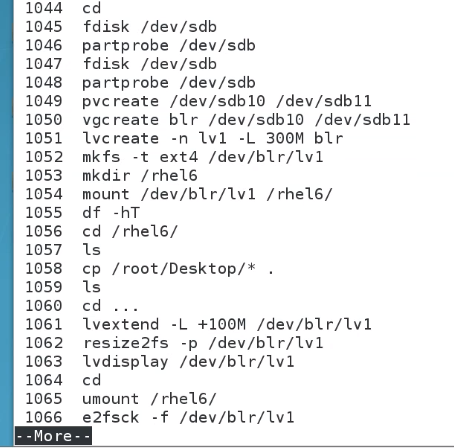 1044 cd
1045 fdisk /dev/sdb
1046 partprobe /dev/sdb
1047 fdisk /dev/sdb
1048 partprobe /dev/sdb
1049 pvcreate /dev/sdb10 /dev/sdb11
1050 vgcreate blr /dev/sdb10 /dev/sdb11
1051 lvcreate -n lv1 -L 300M blr
1052 mkfs -t ext4 /dev/blr/lv1
1053 mkdir /rhel6
1054 mount /dev/blr/lv1 /rhel6/
1055 df -hT
1056 cd /rhel6/
1057 ls
1058 cp /root/Desktop/* .
1059 ls
1060 cd ...
1061 lvextend -L +100M /dev/blr/lv1
1062 resize2fs -p /dev/blr/lv1
1063 lvdisplay /dev/blr/lv1
1064 cd
1065 umount /rhel6/
1066 e2fsck -f /dev/blr/lv1
--More--